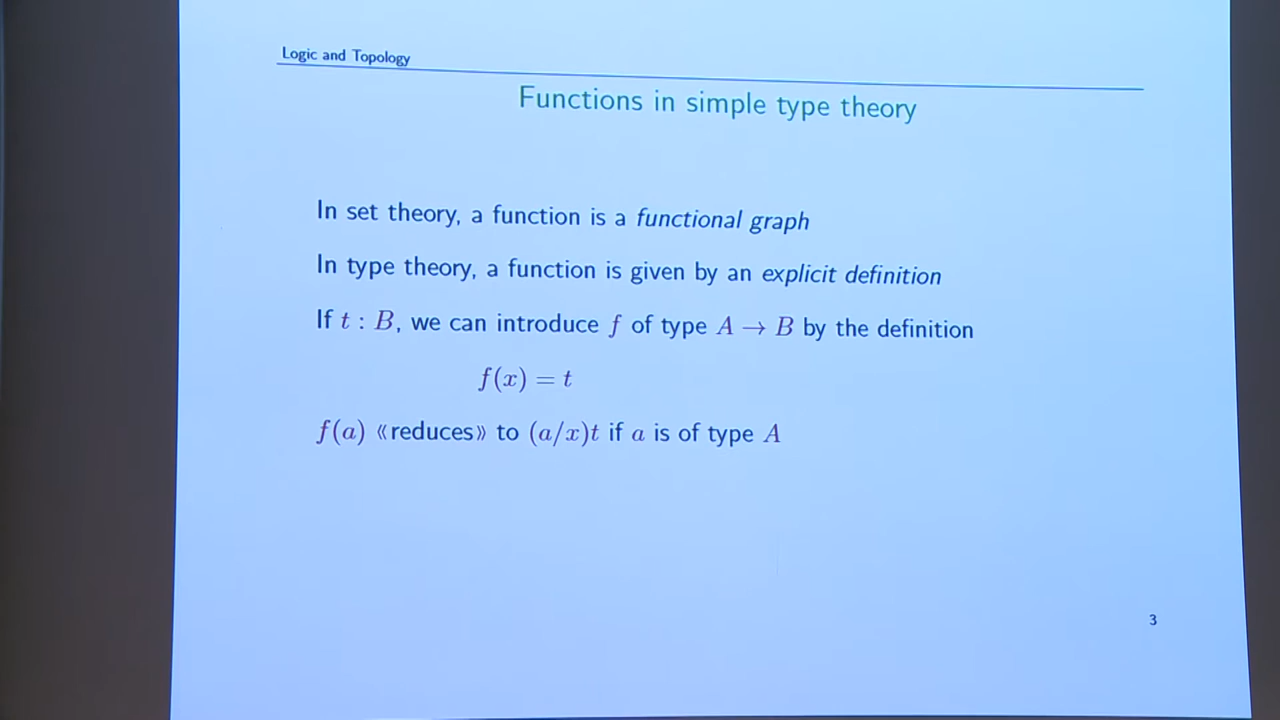 Logic and Topology
Functions in simple type theory
In set theory, a function is a functional graph
In type theory, a function is given by an explicit definition
If t : B, we can introduce f of type A → B by the definition
f(x) = t
f(a) «reduces» to (a/x)t if a is of type A
3